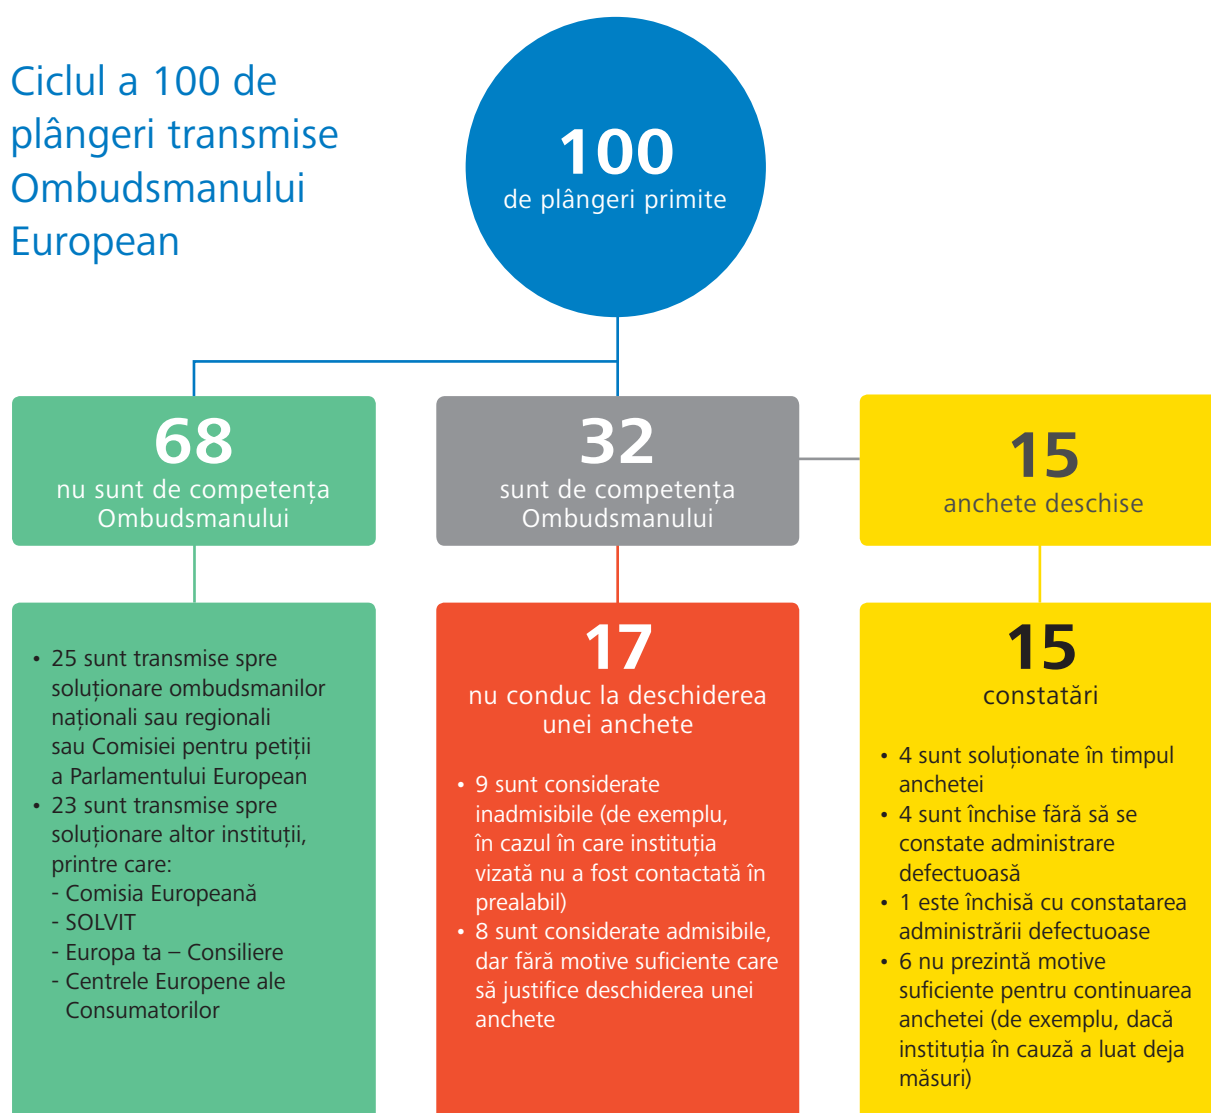 Ciclul a 100 de
plângeri transmise
Ombudsmanului
European
100
de plângeri primite
68
nu sunt de competența
Ombudsmanului
32
sunt de competența
Ombudsmanului
15
anchete deschise
• 25 sunt transmise spre
soluționare ombudsmanilor
naționali sau regionali
sau Comisiei pentru petiții
a Parlamentului European
• 23 sunt transmise spre
soluționare altor instituții,
printre care:
- Comisia Europeană
- SOLVIT
- Europa ta – Consiliere
- Centrele Europene ale
Consumatorilor
17
nu conduc la deschiderea
unei anchete
• 9 sunt considerate
inadmisibile (de exemplu,
în cazul în care instituția
vizată nu a fost contactată în
prealabil)
• 8 sunt considerate admisibile,
dar fără motive suficiente care
să justifice deschiderea unei
anchete
15
constatări
• 4 sunt soluționate în timpul
anchetei
• 4 sunt închise fără să se
constate administrare
defectuoasă
• 1 este închisă cu constatarea
administrării defectuoase
• 6 nu prezintă motive
suficiente pentru continuarea
anchetei (de exemplu, dacă
instituția în cauză a luat deja
măsuri)